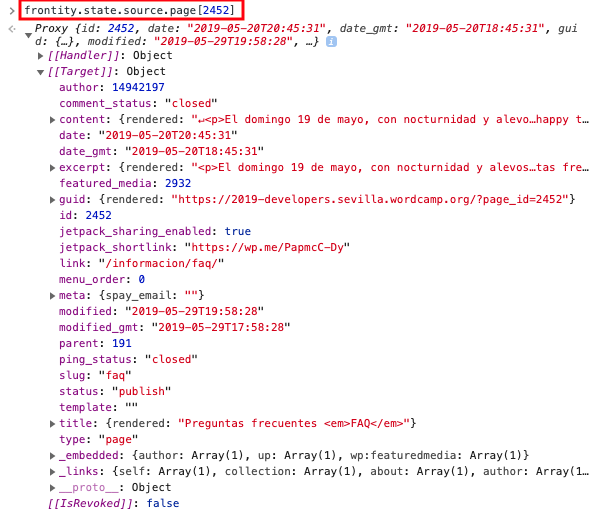 frontity.state.source.page[2452]
Proxy {id: 2452, date: "2019-05-20T20:45:31", date_gmt: "2019-05-20T18:45:31", gui
d: {…}, modified: "2019-05-29T19:58:28", …} i
[[Handler]]: Object
[[Target]]: Object
author: 14942197
comment_status: "closed"
content: {rendered: "↵<p>El domingo 19 de mayo, con nocturnidad y alevo…happy t…
date: "2019-05-20T20:45:31"
date_gmt: "2019-05-20T18:45:31"
excerpt: {rendered: "<p>El domingo 19 de mayo, con nocturnidad y alevos…tas fre…
featured_media: 2932
guid: {rendered: "https://2019-developers.sevilla.wordcamp.org/?page_id=2452"}
id: 2452
jetpack_sharing_enabled: true
jetpack_shortlink: "https://wp.me/PapmcC-Dy"
link: "/informacion/faq/"
menu_order: 0
meta: {spay_email: ""}
modified: "2019-05-29T19:58:28"
modified_gmt: "2019-05-29T17:58:28"
parent: 191
ping_status: "closed"
slug: "faq"
status: "publish"
template: ""
title: {rendered: "Preguntas frecuentes <em>FAQ</em>"}
type: "page"
_embedded: {author: Array(1), up: Array(1), wp:featuredmedia: Array(1)}
_links: {self: Array(1), collection: Array(1), about: Array(1), author: Array(1…
__proto__: Object
[[IsRevoked]]: false